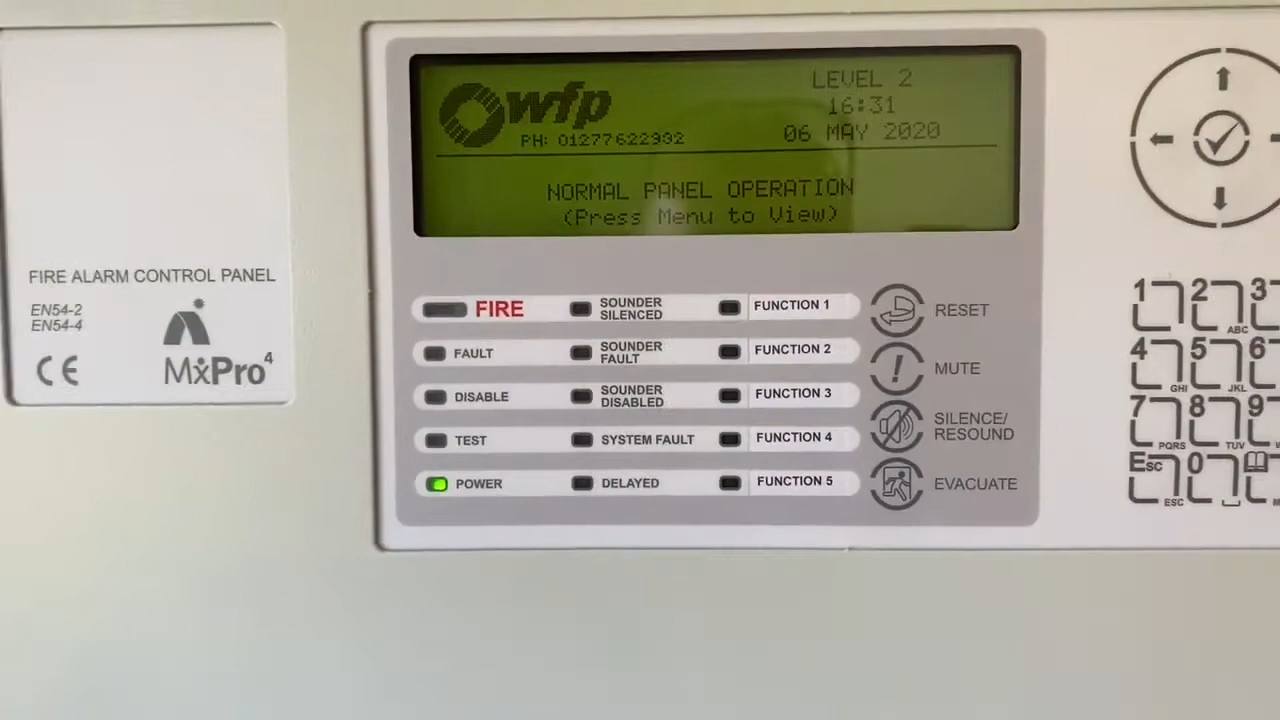 FIRE ALARM CONTROL PANEL
EN54-2
EN54-4
CE
MxPro4
wfp
PH: 01277622992
LEVEL 2
16:31
06 MAY 2020
NORMAL PANEL OPERATION
(Press Menu to View)
FIRE
SOUNDER
SILENCED
FUNCTION 1
FAULT
SOUNDER
FAULT
FUNCTION 2
DISABLE
SOUNDER
DISABLED
FUNCTION 3
TEST
SYSTEM FAULT
FUNCTION 4
POWER
DELAYED
FUNCTION 5
RESET
MUTE
SILENCE/
RESOUND
EVACUATE
1 2 3
ABC
4 5 6
GHI JKL
7 8 9
PQRS TUV
Esc 0
ESC